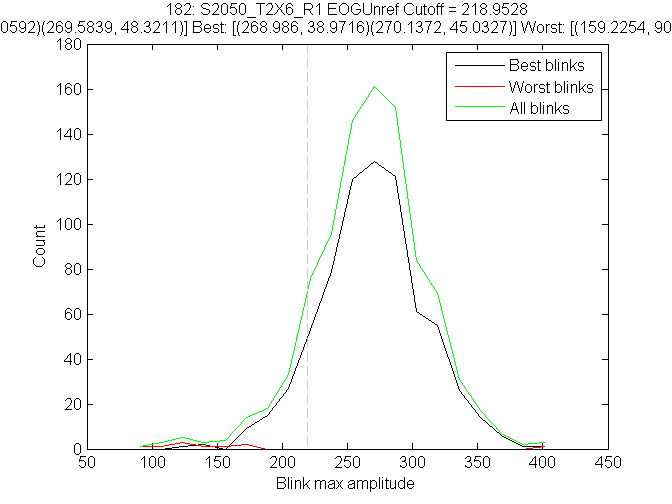 182: S2050_T2X6_R1 EOGUnref Cutoff = 218.9528
0592)(269.5839, 48.3211)] Best: [(268.986, 38.9716)(270.1372, 45.0327)] Worst: [(159.2254, 90
180
160
140
120
100
80
60
40
20
0
Count
Best blinks
Worst blinks
All blinks
50 100 150 200 250 300 350 400 450
Blink max amplitude